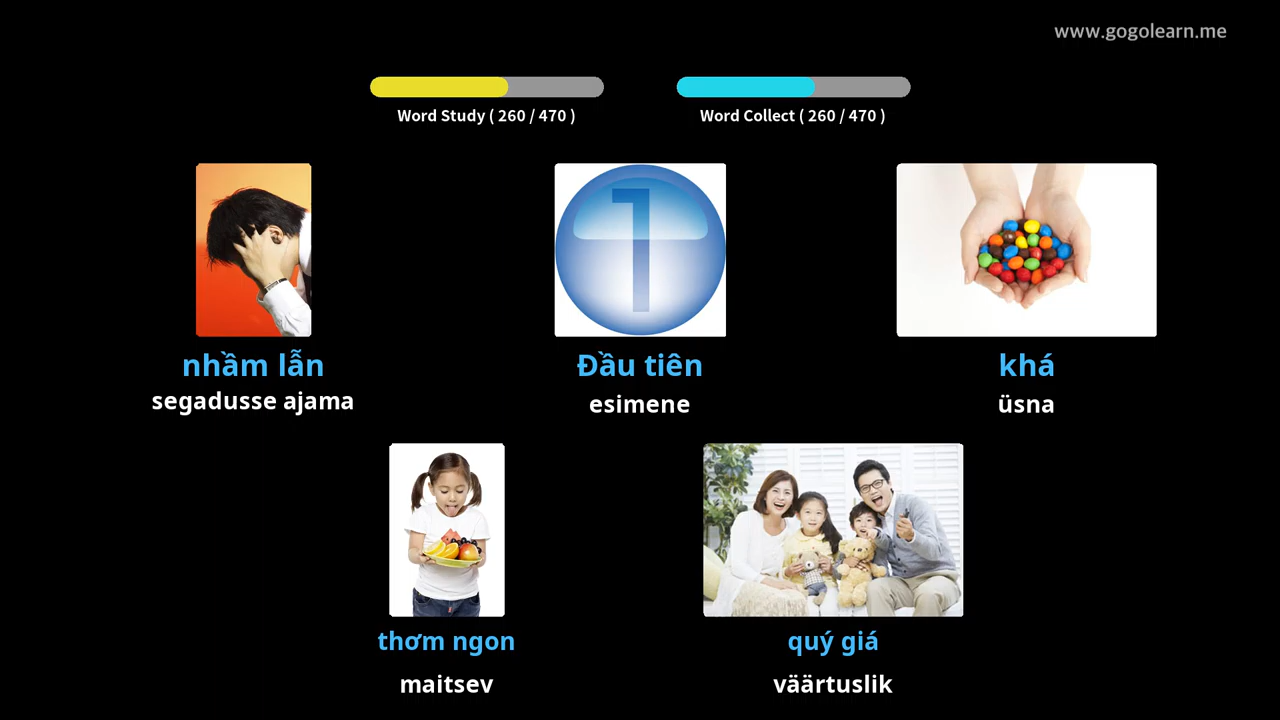 www.gogolearn.me
Word Study ( 260 / 470 )
Word Collect ( 260 / 470 )
1
nhầm lẫn
segadusse ajama
Đầu tiên
esimene
khá
üsna
thơm ngon
maitsev
quý giá
väärtuslik